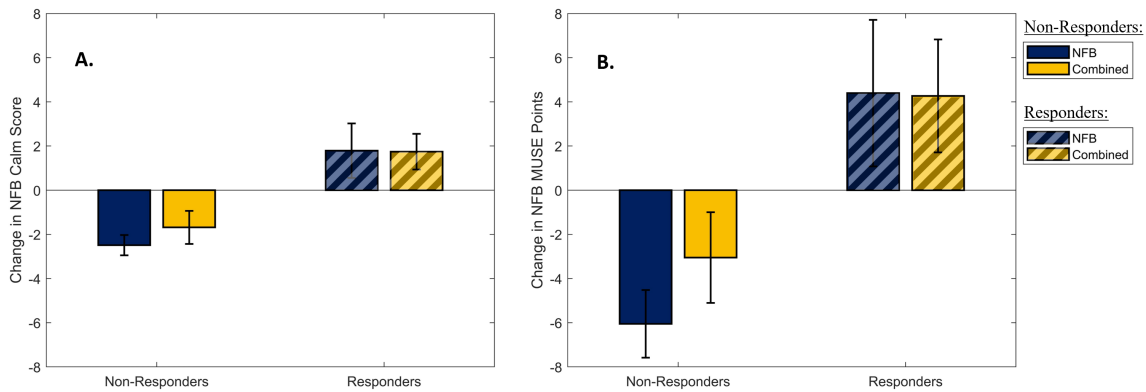 A.
Change in NFB Calm Score
8
6
4
2
0
-2
-4
-6
-8
Non-Responders
Responders
B.
Change in NFB MUSE Points
8
6
4
2
0
-2
-4
-6
-8
Non-Responders
Responders
Non-Responders:
NFB
Combined
Responders:
NFB
Combined